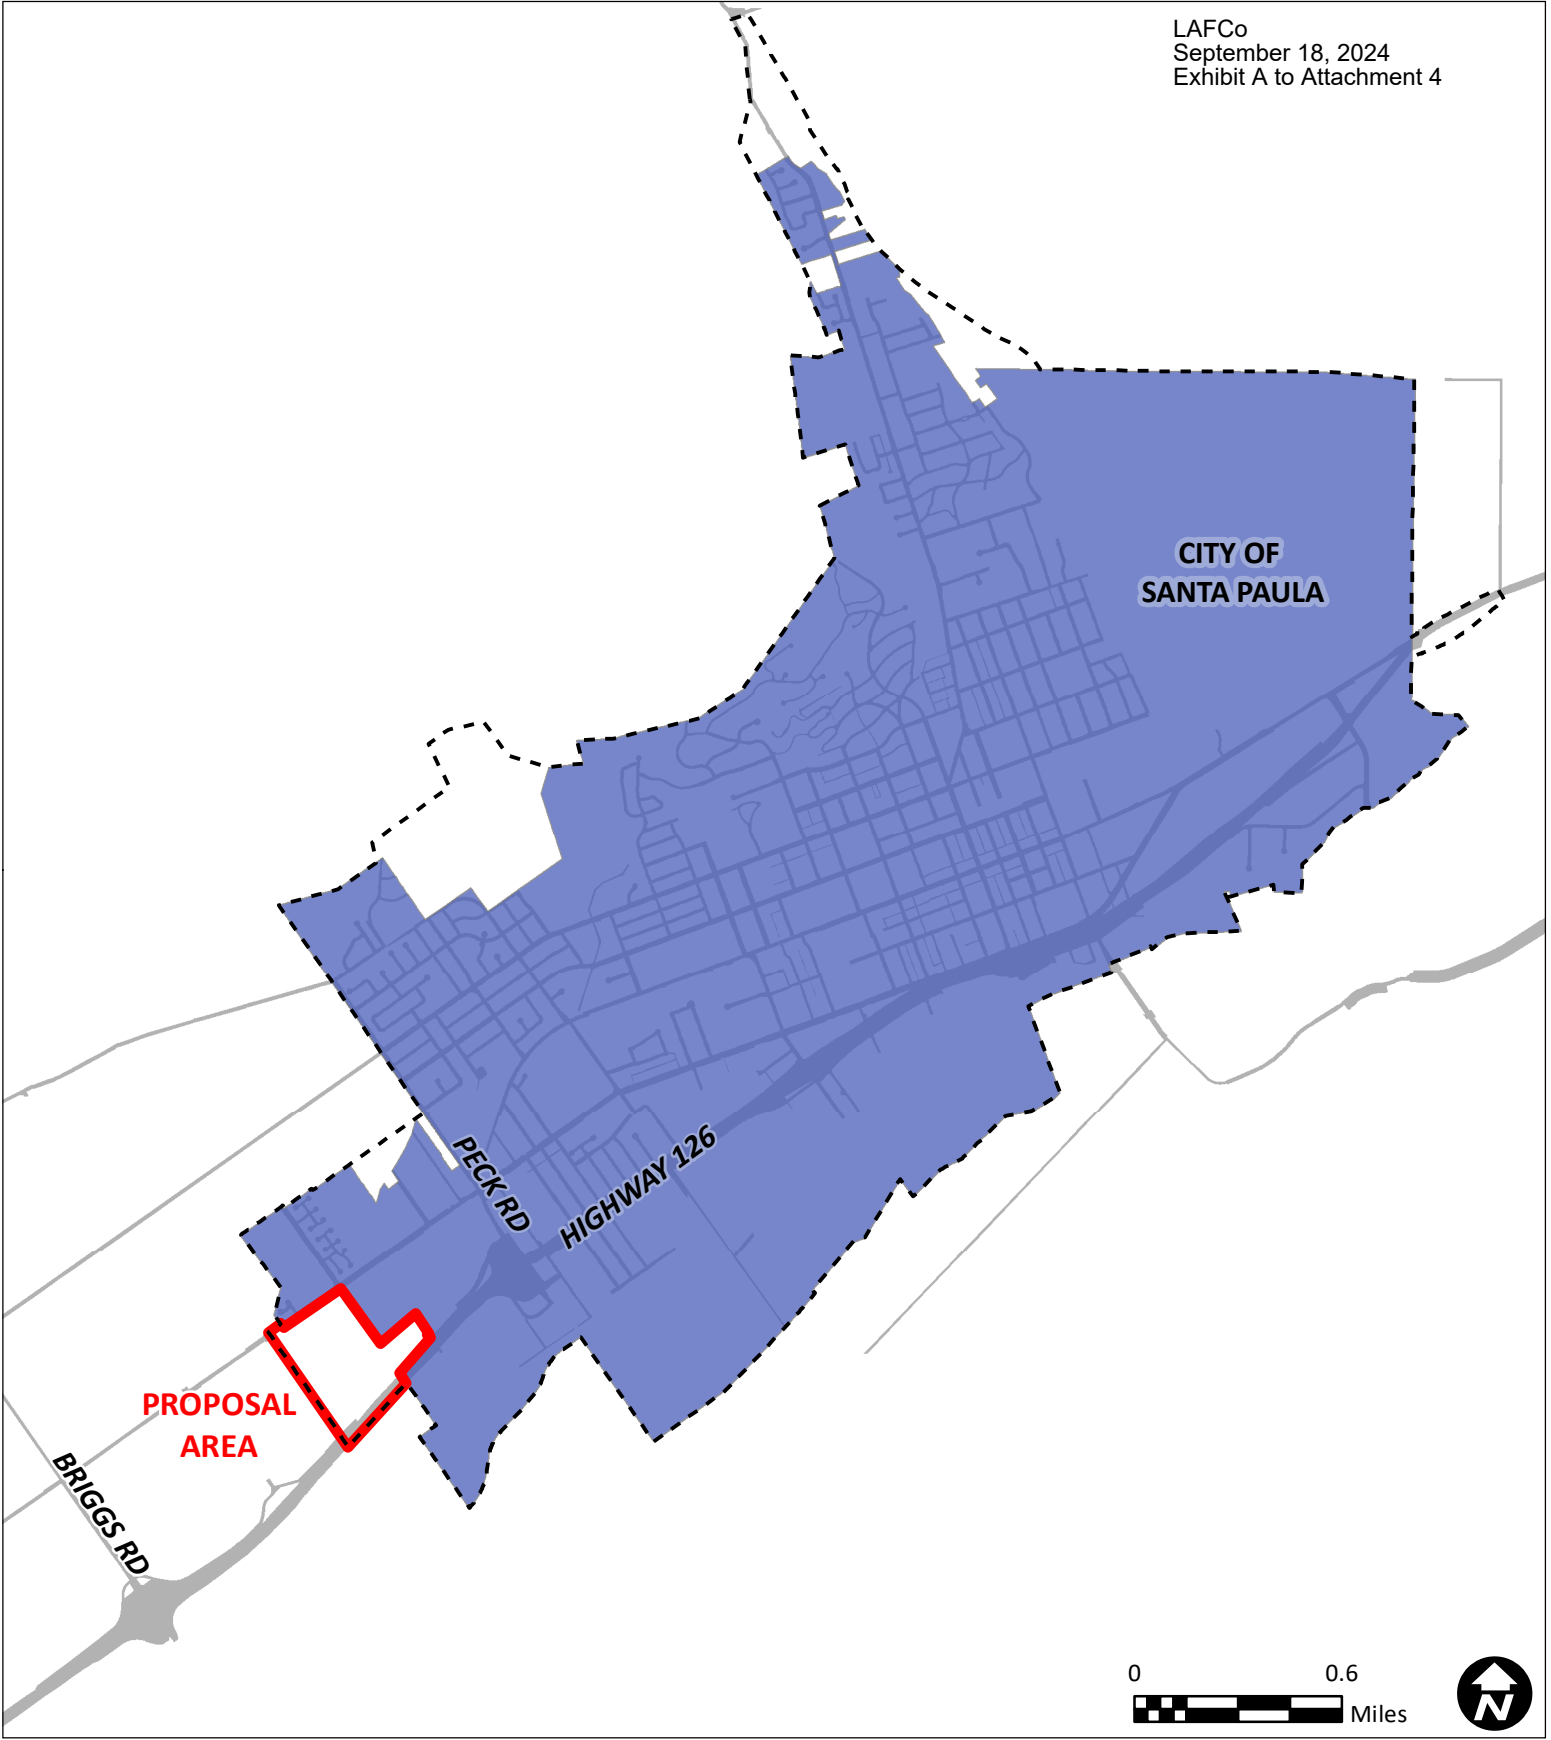 LAFCo
September 18, 2024
Exhibit A to Attachment 4
CITY OF
SANTA PAULA
PECK RD
HIGHWAY 126
PROPOSAL
AREA
BRIGGS RD
0 0.6
Miles
N